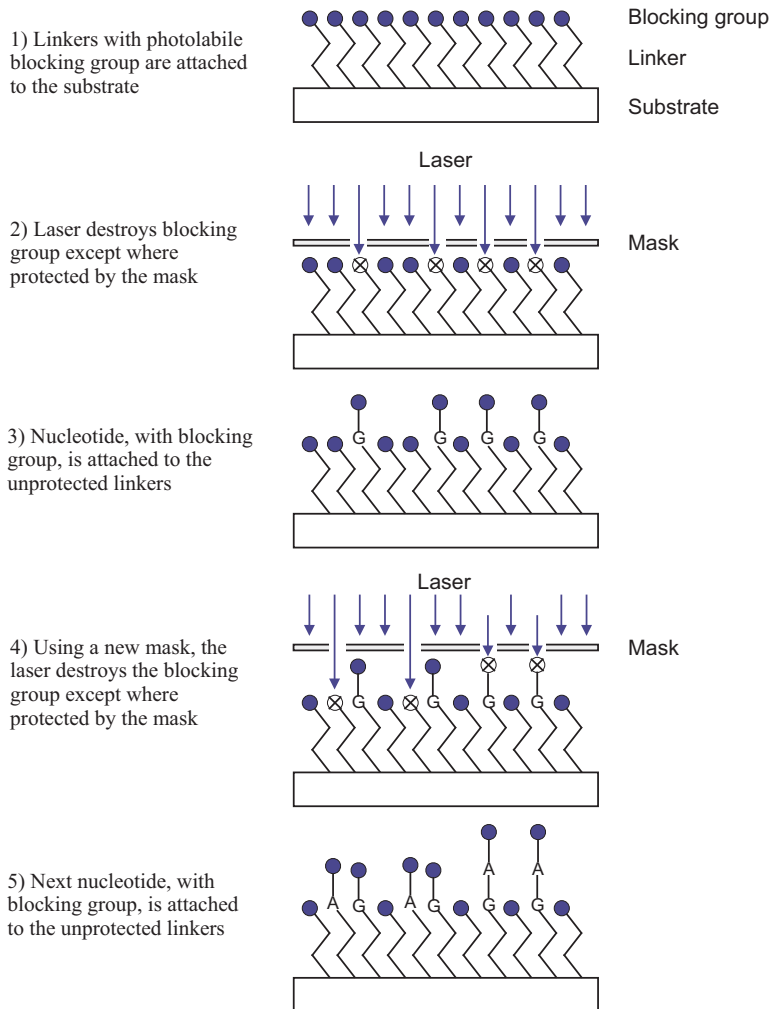 Blocking group
1) Linkers with photolabile
blocking group are attached
to the substrate
Linker
Substrate
Laser
2) Laser destroys blocking
group except where
protected by the mask
Mask
3) Nucleotide, with blocking
group, is attached to the
unprotected linkers
G G G G
Laser
4) Using a new mask, the
laser destroys the blocking
group except where
protected by the mask
Mask
G G G G
5) Next nucleotide, with
blocking group, is attached
to the unprotected linkers
A A
A G A G G G